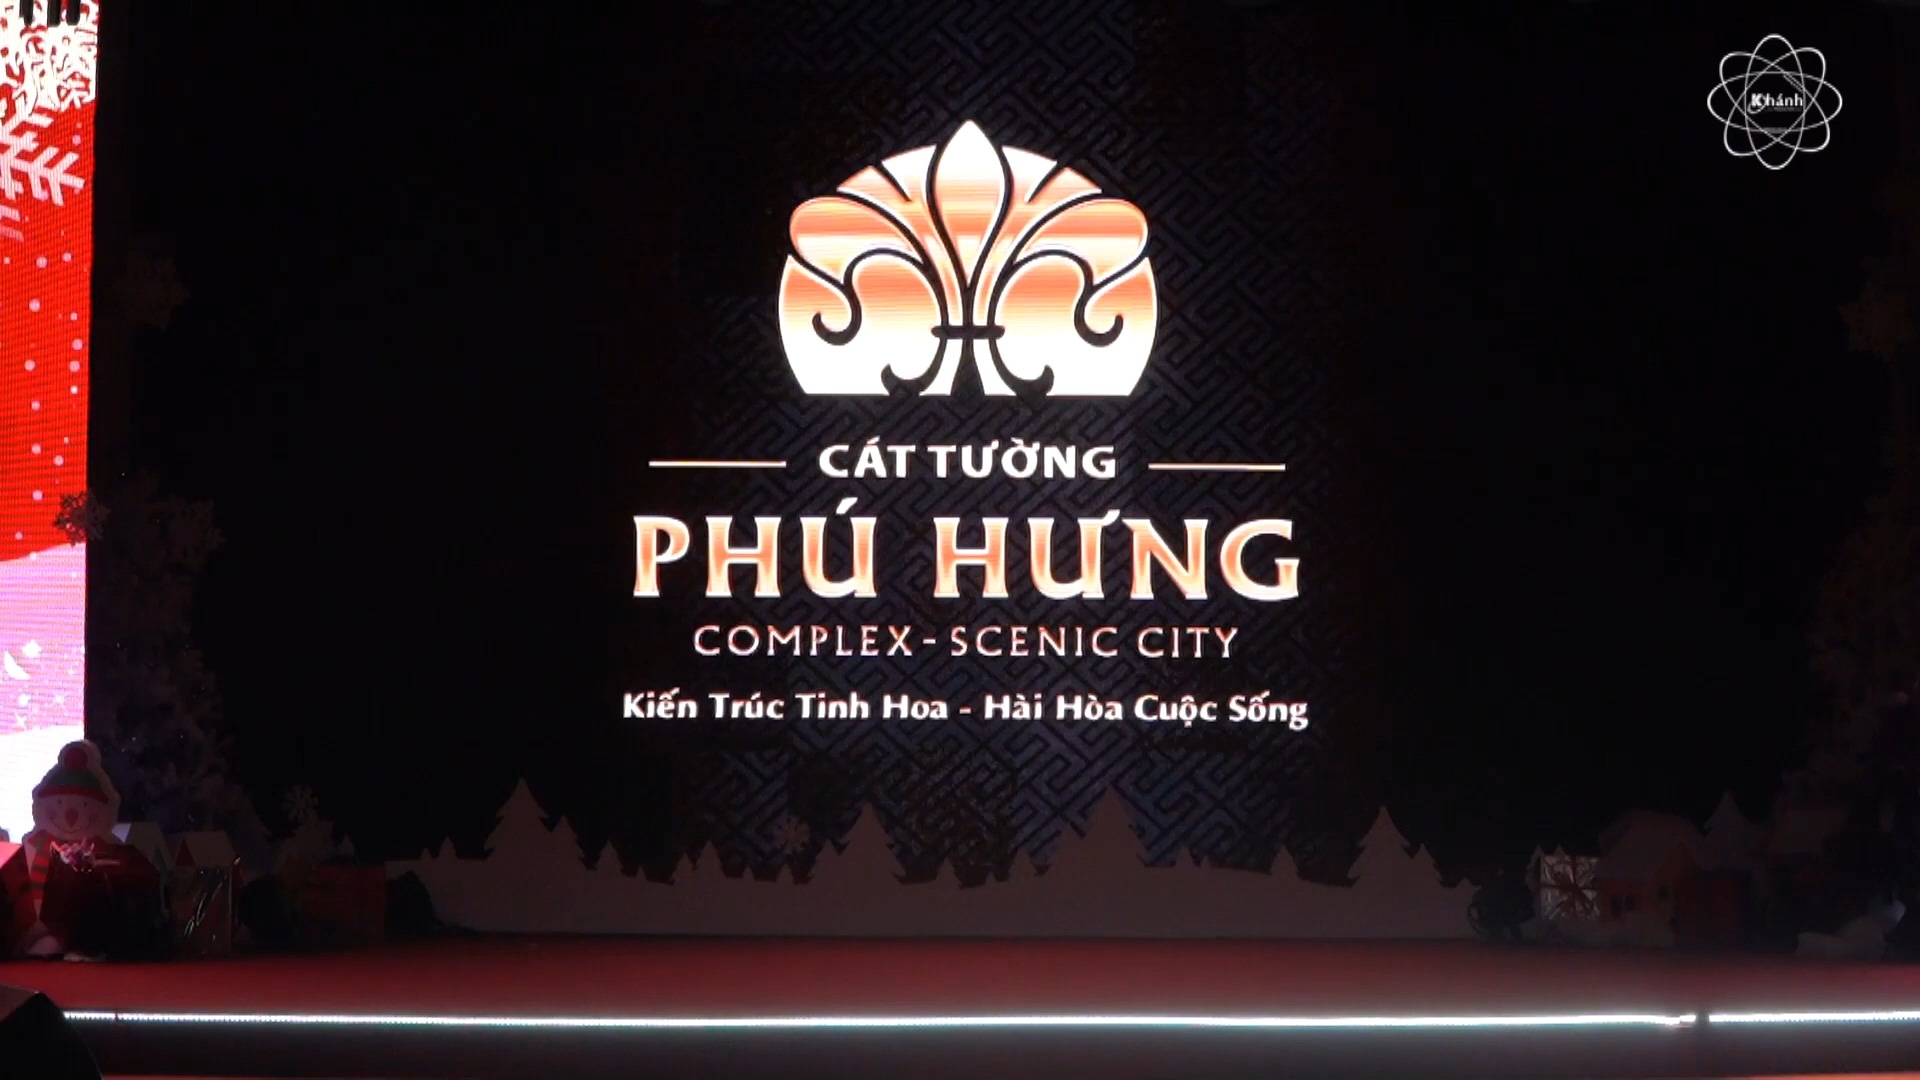 Khánh
CÁT TƯỜNG
PHÚ HƯNG
COMPLEX - SCENIC CITY
Kiến Trúc Tinh Hoa - Hài Hòa Cuộc Sống